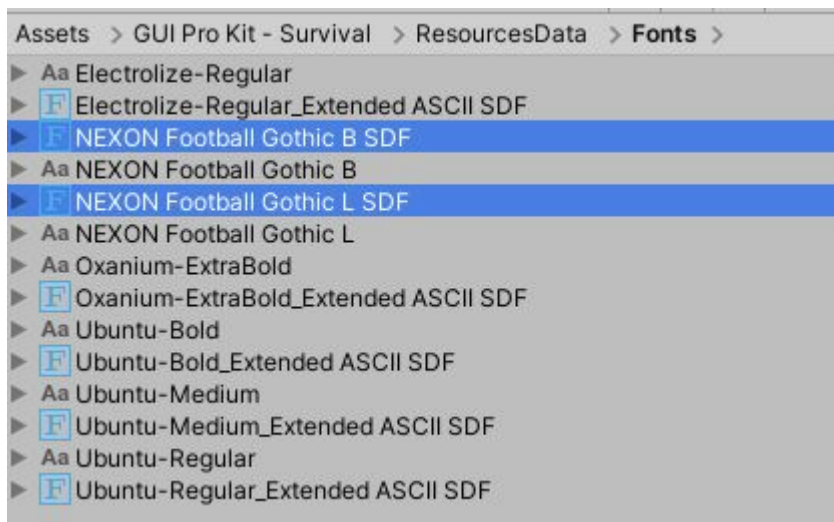 Assets > GUI Pro Kit - Survival > ResourcesData > Fonts >
Aa Electrolize-Regular
F Electrolize-Regular_Extended ASCII SDF
F NEXON Football Gothic B SDF
Aa NEXON Football Gothic B
F NEXON Football Gothic L SDF
Aa NEXON Football Gothic L
Aa Oxanium-ExtraBold
F Oxanium-ExtraBold_Extended ASCII SDF
Aa Ubuntu-Bold
F Ubuntu-Bold_Extended ASCII SDF
Aa Ubuntu-Medium
F Ubuntu-Medium_Extended ASCII SDF
Aa Ubuntu-Regular
F Ubuntu-Regular_Extended ASCII SDF